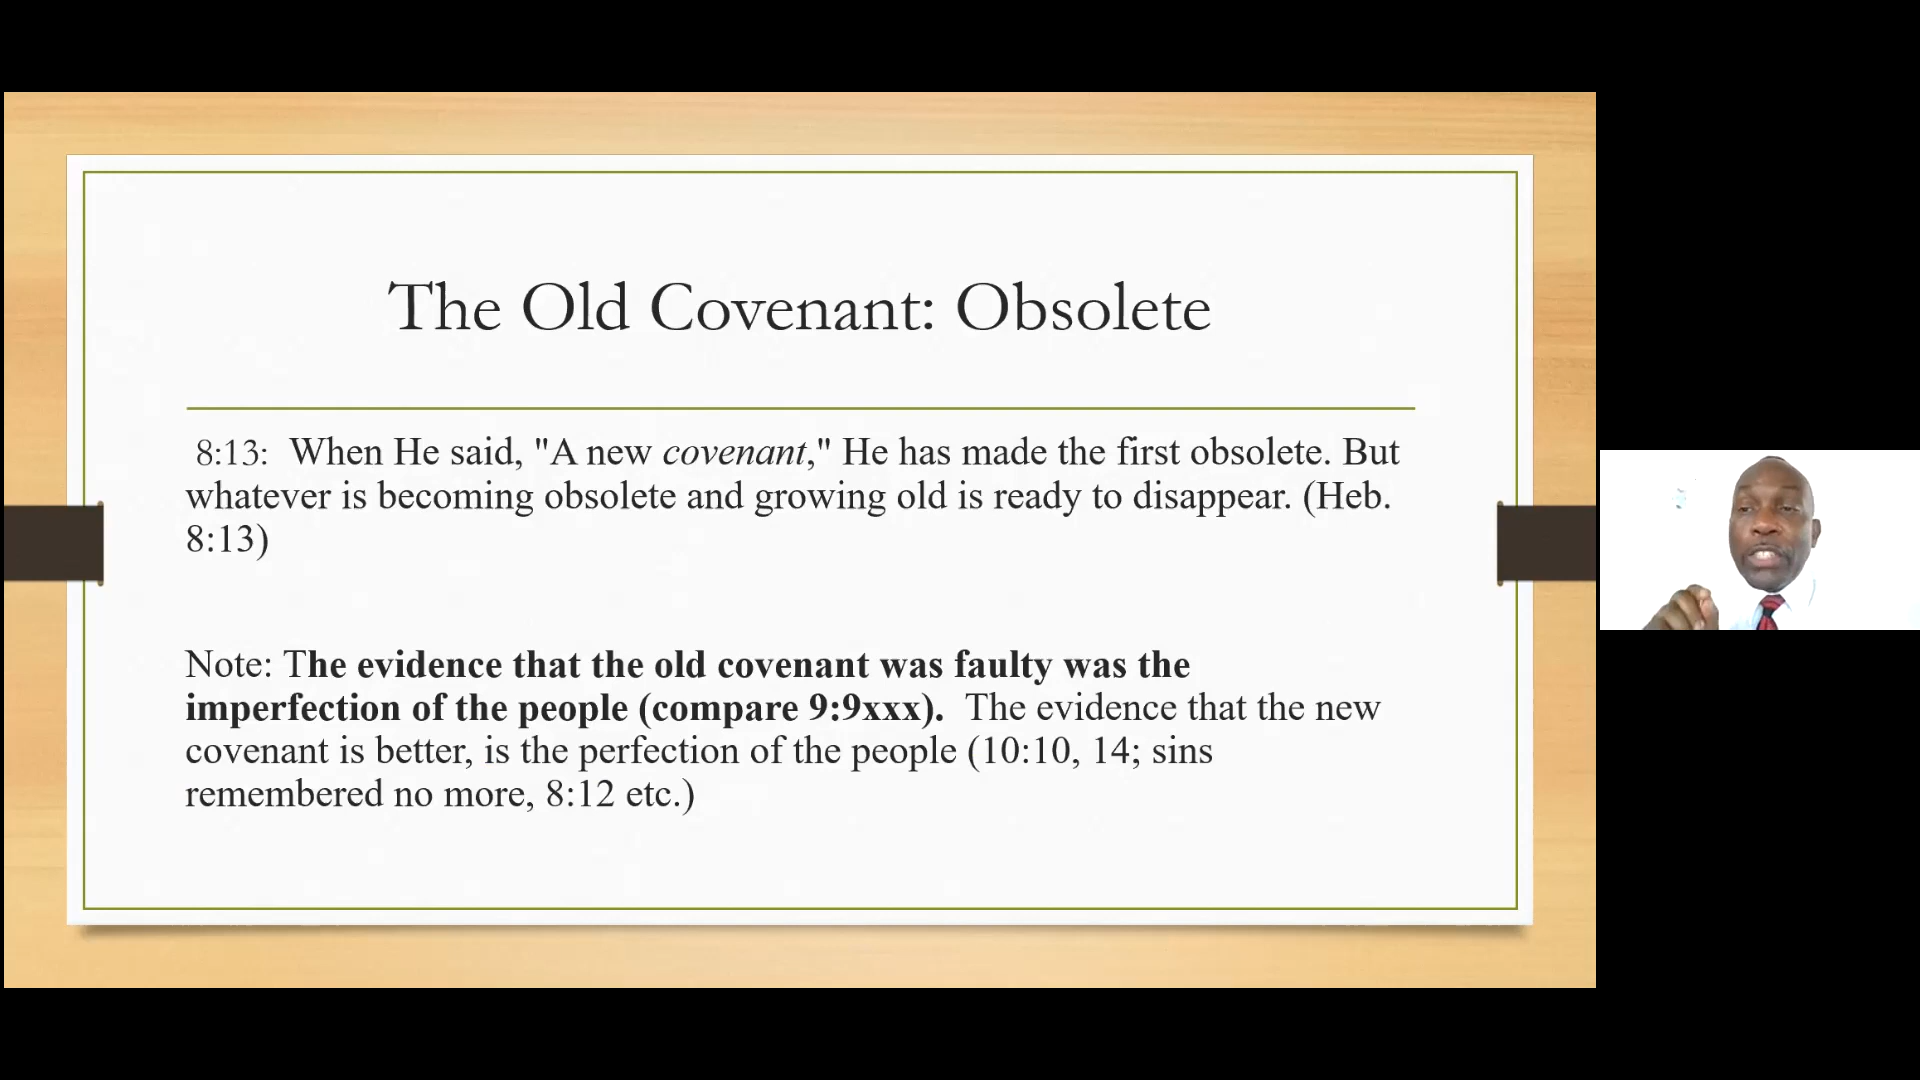 The Old Covenant: Obsolete
8:13: When He said, "A new covenant," He has made the first obsolete. But
whatever is becoming obsolete and growing old is ready to disappear. (Heb.
8:13)
Note: The evidence that the old covenant was faulty was the
imperfection of the people (compare 9:9xxx). The evidence that the new
covenant is better, is the perfection of the people (10:10, 14; sins
remembered no more, 8:12 etc.)